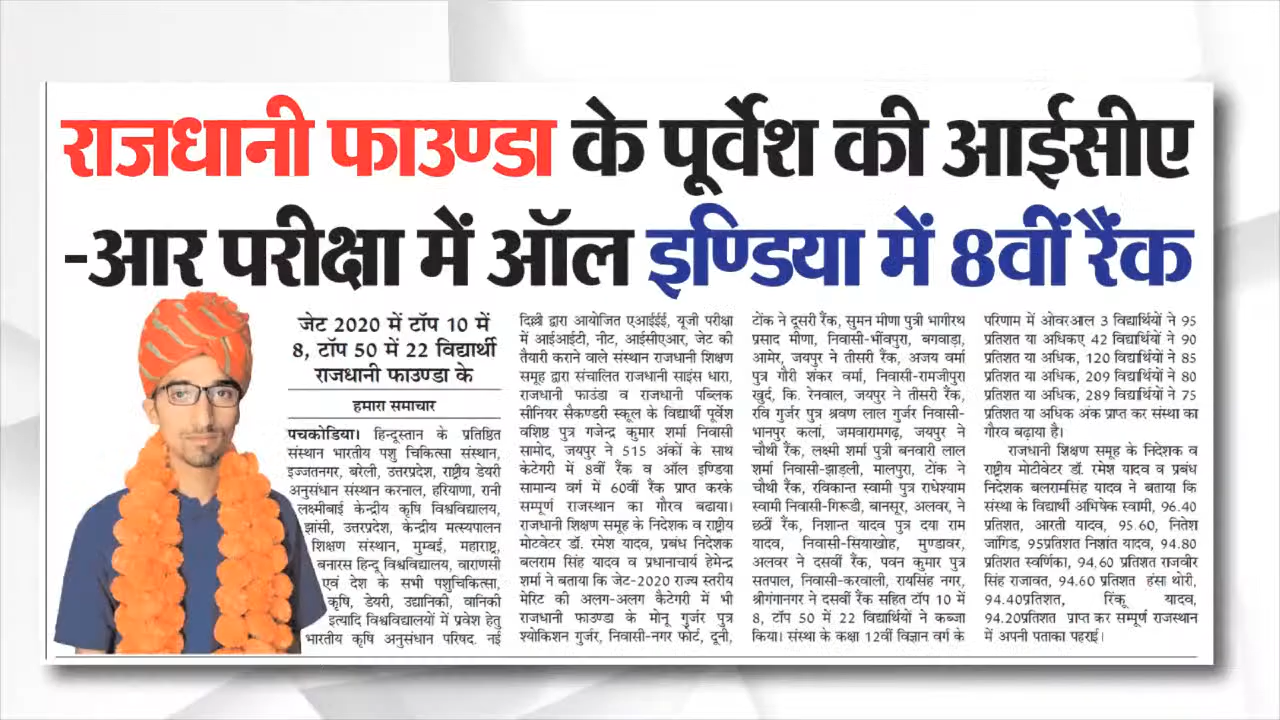 राजधानी फाउण्डा के पूर्वेश की आईसीए
-आर परीक्षा में ऑल इण्डिया में 8वीं रैंक
जेट 2020 में टॉप 10 में
8, टॉप 50 में 22 विद्यार्थी
राजधानी फाउण्डा के
हमारा समाचार
पचकोडिया। हिन्दुस्तान के प्रतिष्ठित
संस्थान भारतीय पशु चिकित्सा संस्थान,
इज्जतनगर, बरेली, उत्तरप्रदेश, राष्ट्रीय डेयरी
अनुसंधान संस्थान करनाल, हरियाणा, रानी
लक्ष्मीबाई केन्द्रीय कृषि विश्वविद्यालय,
झांसी, उत्तरप्रदेश, केन्द्रीय मत्स्यपालन
शिक्षण संस्थान, मुम्बई, महाराष्ट्र,
बनारस हिन्दू विश्वविद्यालय, वाराणसी
एवं देश के सभी पशुचिकित्सा,
कृषि, डेयरी, उद्यानिकी, वानिकी
इत्यादि विश्वविद्यालयों में प्रवेश हेतु
भारतीय कृषि अनुसंधान परिषद. नई
दिल्ली द्वारा आयोजित एआईईई, यूजी परीक्षा
में आईआईटी, नीट, आईसीएआर, जेट की
तैयारी कराने वाले संस्थान राजधानी शिक्षण
समूह द्वारा संचालित राजधानी साइंस धारा,
राजधानी फाउंडा व राजधानी पब्लिक
सीनियर सैकण्डरी स्कूल के विद्यार्थी पूर्वेश
वशिष्ठ पुत्र गजेन्द्र कुमार शर्मा निवासी
सामोद, जयपुर ने 515 अंकों के साथ
केटेगरी में 8वीं रैंक व ऑल इण्डिया
सामान्य वर्ग में 60वीं रैंक प्राप्त करके
सम्पूर्ण राजस्थान का गौरव बढाया।
राजधानी शिक्षण समूह के निदेशक व राष्ट्रीय
मोटवेटर डॉ. रमेश यादव, प्रबंध निदेशक
बलराम सिंह यादव व प्रधानाचार्य हेमेन्द्र
शर्मा ने बताया कि जेट-2020 राज्य स्तरीय
मेरिट की अलग-अलग कैटेगरी में भी
राजधानी फाउण्डा के मोनू गुर्जर पुत्र
श्योकिशन गुर्जर, निवासी-नगर फोर्ट, दूनी,
टोंक ने दूसरी रैंक, सुमन मीणा पुत्री भागीरथ
प्रसाद मीणा, निवासी-भींवपुरा, बगवाड़ा,
आमेर, जयपुर ने तीसरी रैंक, अजय वर्मा
पुत्र गौरी शंकर वर्मा, निवासी-रामजीपुरा
खुर्द, कि. रेनवाल, जयपुर ने तीसरी रैंक,
रवि गुर्जर पुत्र श्रवण लाल गुर्जर निवासी-
भानपुर कलां, जमवारामगढ़, जयपुर ने
चौथी रैंक, लक्ष्मी शर्मा पुत्री बनवारी लाल
शर्मा निवासी-झाड़ली, मालपुरा, टोंक ने
चौथी रैंक, रविकान्त स्वामी पुत्र राधेश्याम
स्वामी निवासी-गिरूडी, बानसूर, अलवर, ने
छठीं रैंक, निशान्त यादव पुत्र दया राम
यादव, निवासी-सियाखोह, मुण्डावर,
अलवर ने दसवीं रैंक, पवन कुमार पुत्र
सतपाल, निवासी-करवाली, रायसिंह नगर,
श्रीगंगानगर ने दसवीं रैंक सहित टॉप 10 में
8, टॉप 50 में 22 विद्यार्थियों ने कब्जा
किया। संस्था के कक्षा 12वीं विज्ञान वर्ग के
परिणाम में ओवरआल 3 विद्यार्थियों ने 95
प्रतिशत या अधिकए 42 विद्यार्थियों ने 90
प्रतिशत या अधिक, 120 विद्यार्थियों ने 85
प्रतिशत या अधिक, 209 विद्यार्थियों ने 80
प्रतिशत या अधिक, 289 विद्यार्थियों ने 75
प्रतिशत या अधिक अंक प्राप्त कर संस्था का
गौरव बढ़ाया है।
राजधानी शिक्षण समूह के निदेशक व
राष्ट्रीय मोटीवेटर डॉ. रमेश यादव व प्रबंध
निदेशक बलरामसिंह यादव ने बताया कि
संस्था के विद्यार्थी अभिषेक स्वामी, 96.40
प्रतिशत, आरती यादव, 95.60, नितेश
जांगिड, 95प्रतिशत निशांत यादव, 94.80
प्रतिशत स्वर्णिका, 94.60 प्रतिशत राजवीर
सिंह राजावत, 94.60 प्रतिशत हंसा थोरी,
94.40प्रतिशत, रिंकू यादव,
94.20प्रतिशत प्राप्त कर सम्पूर्ण राजस्थान
में अपनी पताका पहराई।